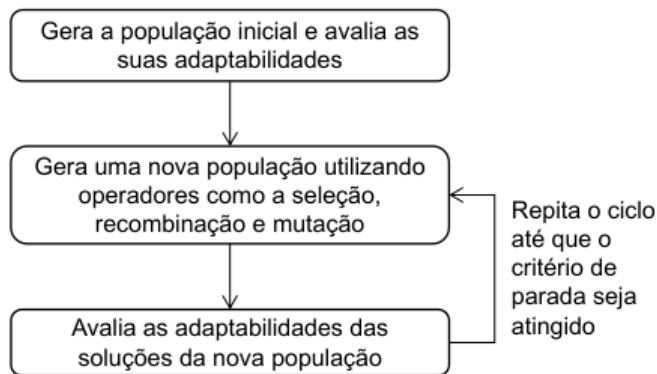 Gera a população inicial e avalia as
suas adaptabilidades
Gera uma nova população utilizando
operadores como a seleção,
recombinação e mutação
Repita o ciclo
até que o
critério de
parada seja
atingido
Avalia as adaptabilidades das
soluções da nova população